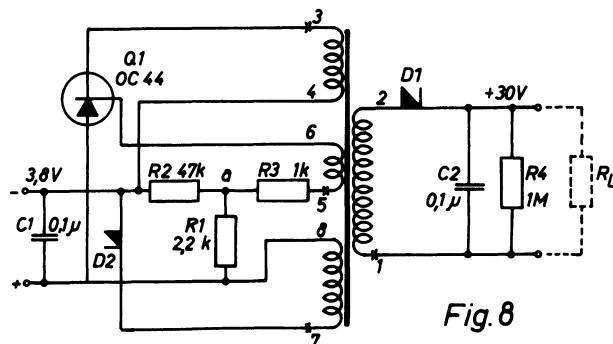 3
Q1
OC 44
4
2
D1
+30V
6
- 3,8V
R2 47k
a
R3 1k
5
C1
0,1µ
D2
R1
2,2 k
8
C2
0,1µ
R4
1M
RL
+
1
7
Fig. 8